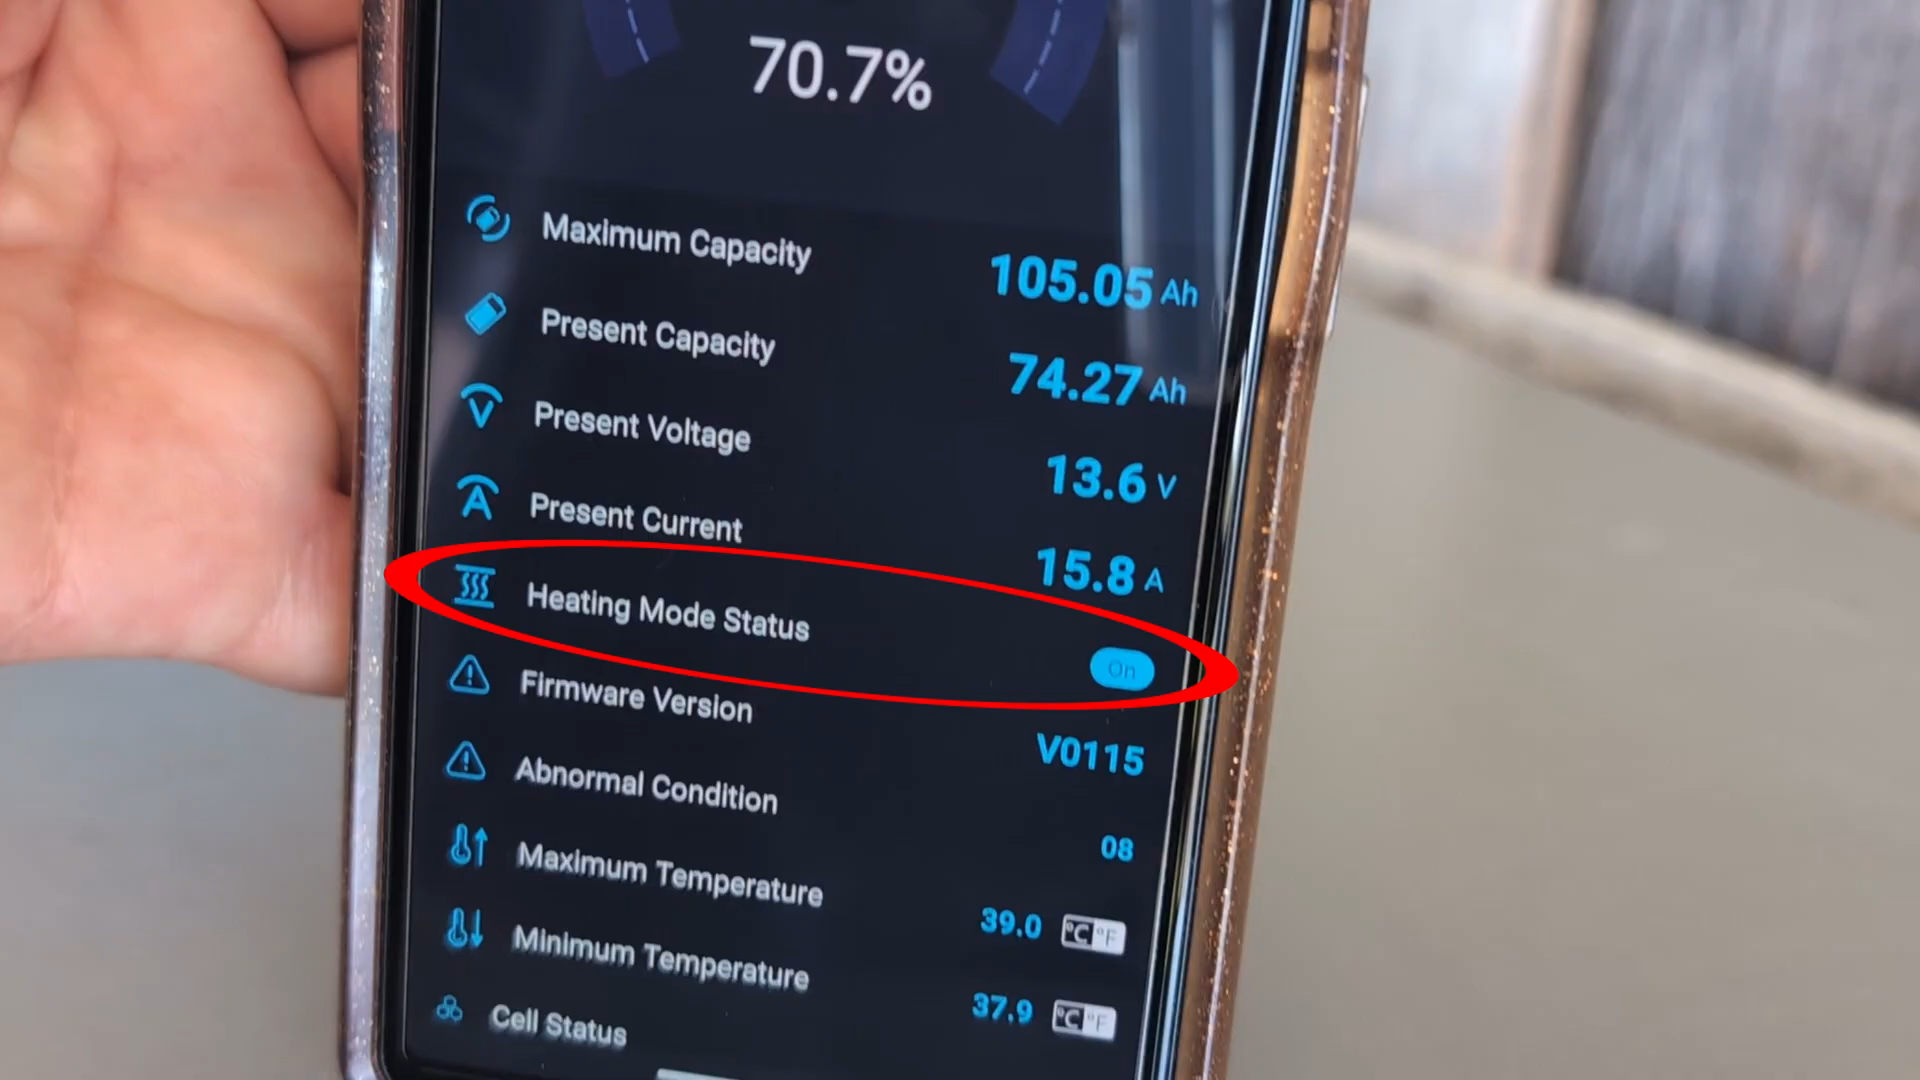 70.7%
Maximum Capacity
105.05 Ah
Present Capacity
74.27 Ah
Present Voltage
13.6 V
Present Current
15.8 A
Heating Mode Status
On
Firmware Version
V0115
Abnormal Condition
08
Maximum Temperature
39.0 °C °F
Minimum Temperature
37.9 °C °F
Cell Status